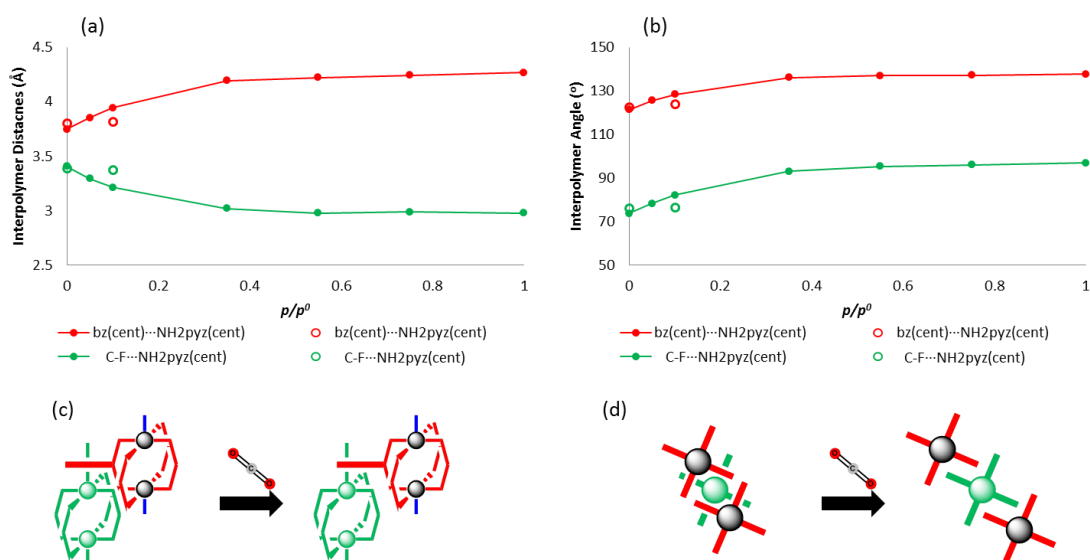 (a)
4.5
4
3.5
3
2.5
Interpolymer Distacnes (Å)
0 0.2 0.4 0.6 0.8 1
p/p⁰
bz(cent)···NH2pyz(cent) bz(cent)···NH2pyz(cent)
C-F···NH2pyz(cent) C-F···NH2pyz(cent)
(b)
150
130
110
90
70
50
Interpolymer Angle (°)
0 0.2 0.4 0.6 0.8 1
p/p⁰
bz(cent)···NH2pyz(cent) bz(cent)···NH2pyz(cent)
C-F···NH2pyz(cent) C-F···NH2pyz(cent)
(c)
O
C
O
(d)
O
C
O